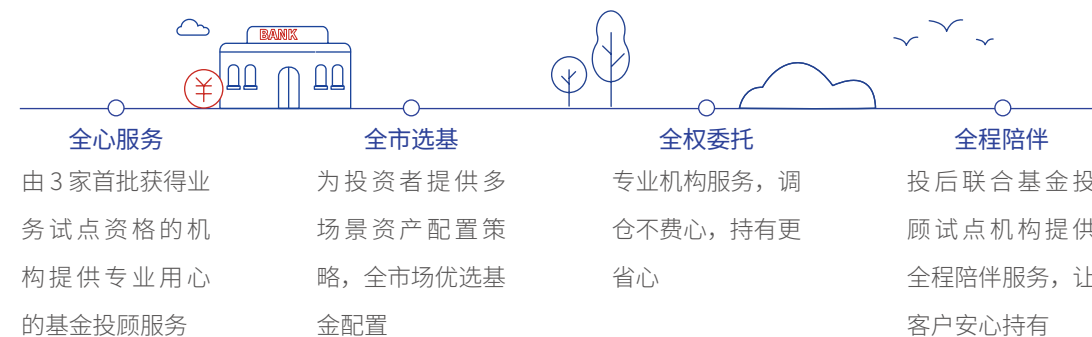 BANK
全心服务
由3家首批获得业
务试点资格的机
构提供专业用心
的基金投顾服务
全市选基
为投资者提供多
场景资产配置策
略，全市场优选基
金配置
全权委托
专业机构服务，调
仓不费心，持有更
省心
全程陪伴
投后联合基金投
顾试点机构提供
全程陪伴服务，让
客户安心持有